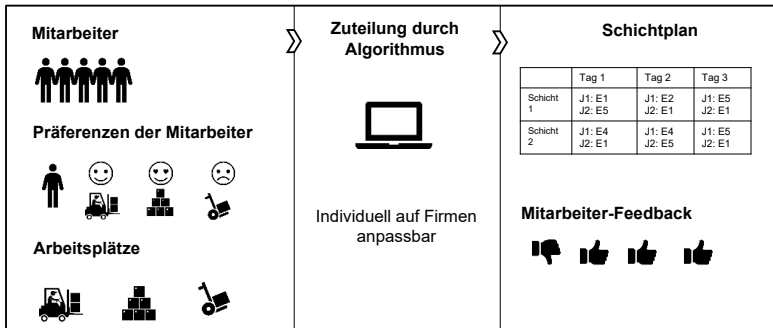 Mitarbeiter
Präferenzen der Mitarbeiter
Arbeitsplätze
Zuteilung durch
Algorithmus
Individuell auf Firmen
anpassbar
Schichtplan
Tag 1 Tag 2 Tag 3
Schicht 1 J1: E1 J2: E5 J1: E2 J2: E1 J1: E5 J2: E1
Schicht 2 J1: E4 J2: E1 J1: E4 J2: E5 J1: E5 J2: E1
Mitarbeiter-Feedback